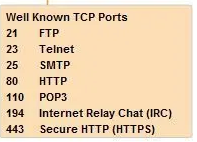 Well Known TCP Ports
21 FTP
23 Telnet
25 SMTP
80 HTTP
110 POP3
194 Internet Relay Chat (IRC)
443 Secure HTTP (HTTPS)